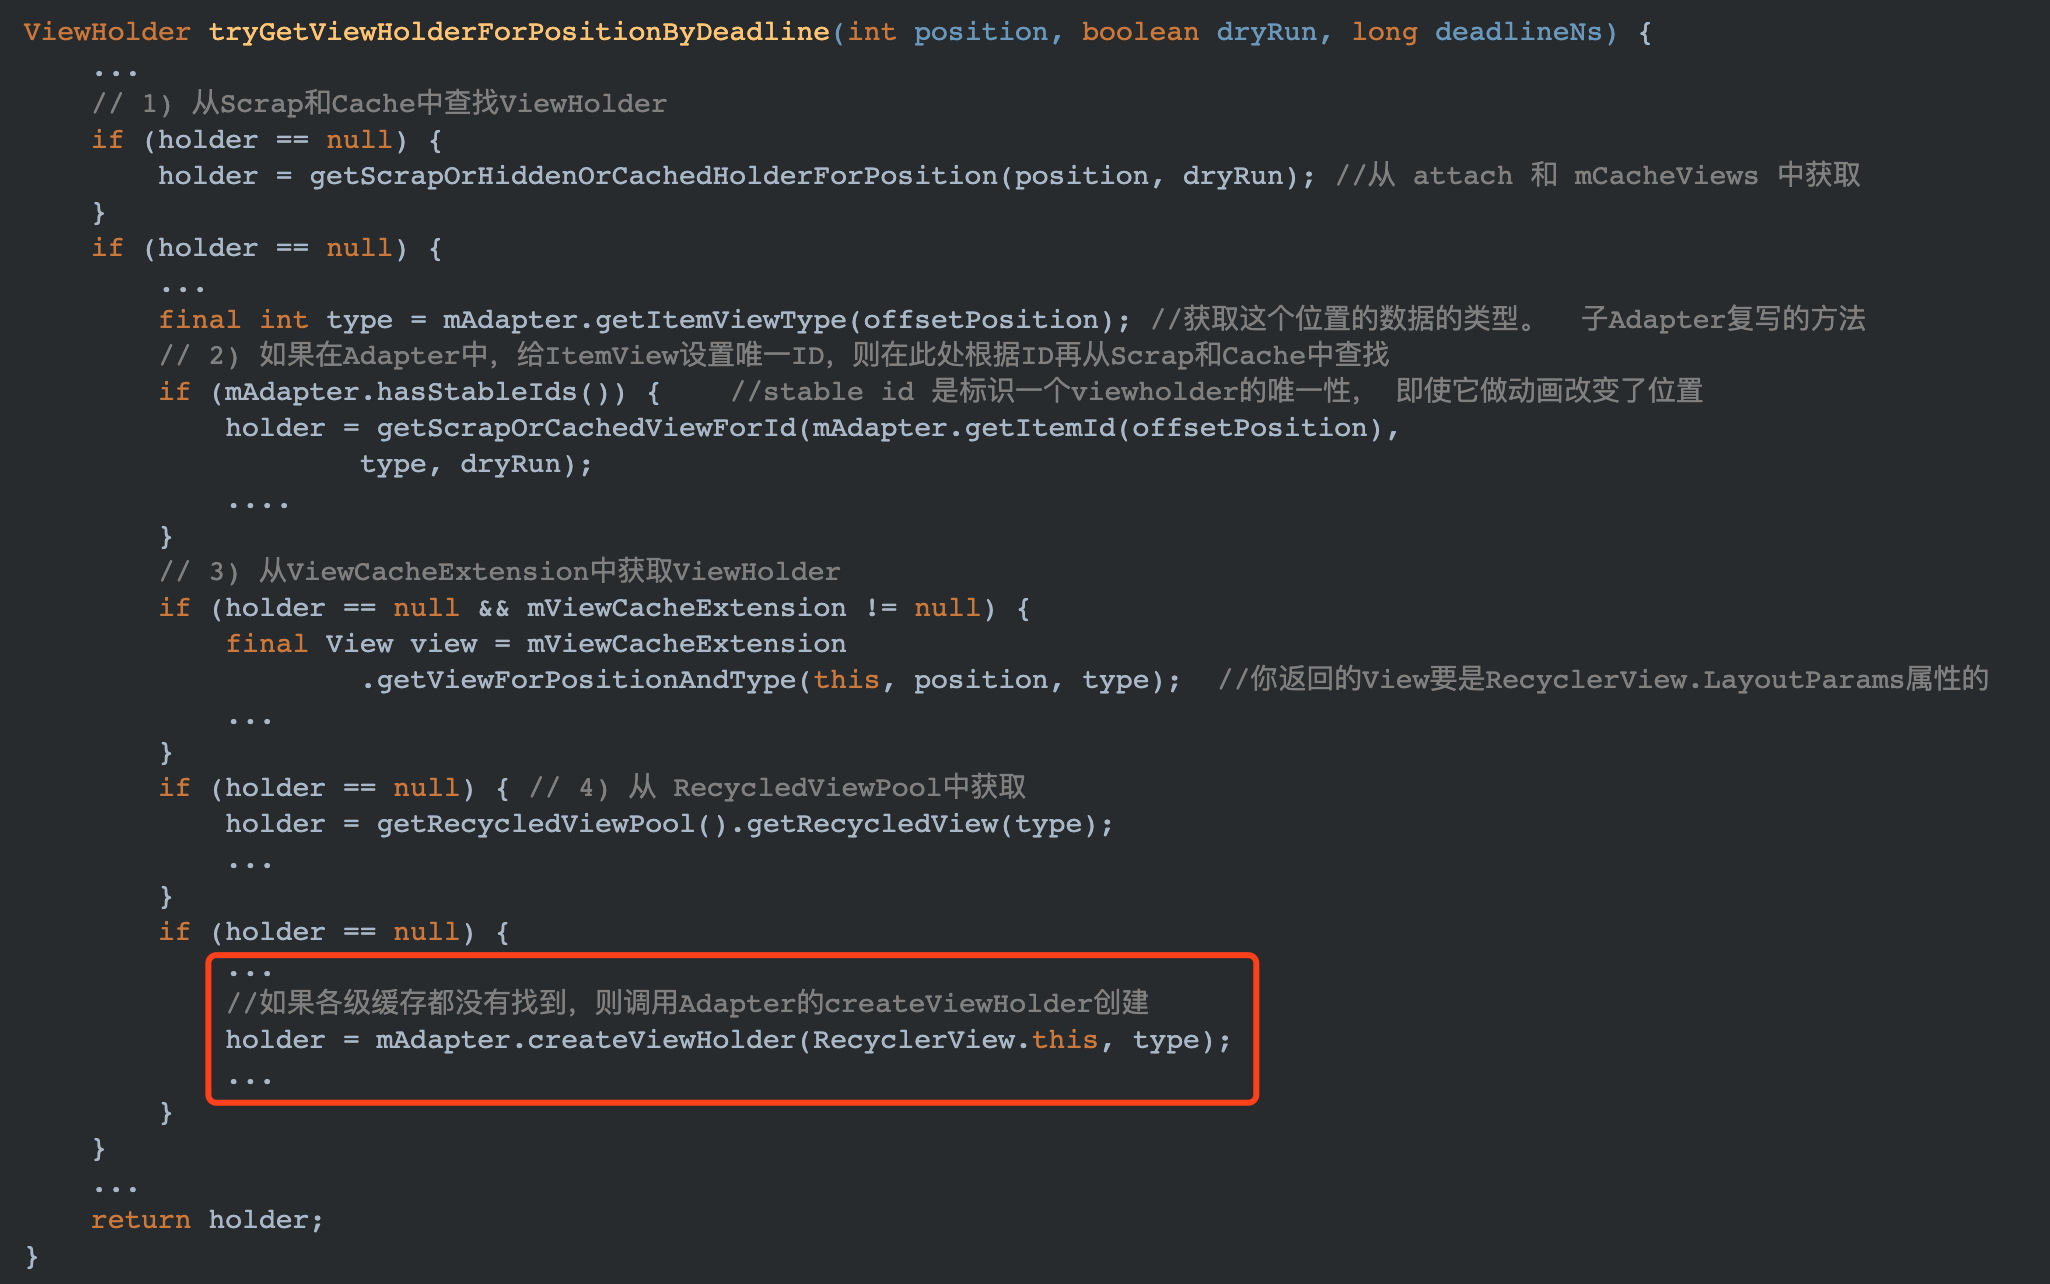 ViewHolder tryGetViewHolderForPositionByDeadline(int position, boolean dryRun, long deadlineNs) {
...
// 1) 从Scrap和Cache中查找ViewHolder
if (holder == null) {
holder = getScrapOrHiddenOrCachedHolderForPosition(position, dryRun); //从 attach 和 mCacheViews 中获取
}
if (holder == null) {
...
final int type = mAdapter.getItemViewType(offsetPosition); //获取这个位置的数据的类型。 子Adapter复写的方法
// 2) 如果在Adapter中，给ItemView设置唯一ID，则在此处根据ID再从Scrap和Cache中查找
if (mAdapter.hasStableIds()) { //stable id 是标识一个viewholder的唯一性， 即使它做动画改变了位置
holder = getScrapOrCachedViewForId(mAdapter.getItemId(offsetPosition),
type, dryRun);
....
}
// 3) 从ViewCacheExtension中获取ViewHolder
if (holder == null && mViewCacheExtension != null) {
final View view = mViewCacheExtension
.getViewForPositionAndType(this, position, type); //你返回的View要是RecyclerView.LayoutParams属性的
...
}
if (holder == null) { // 4) 从 RecycledViewPool中获取
holder = getRecycledViewPool().getRecycledView(type);
...
}
if (holder == null) {
...
//如果各级缓存都没有找到，则调用Adapter的createViewHolder创建
holder = mAdapter.createViewHolder(RecyclerView.this, type);
...
}
}
...
return holder;
}